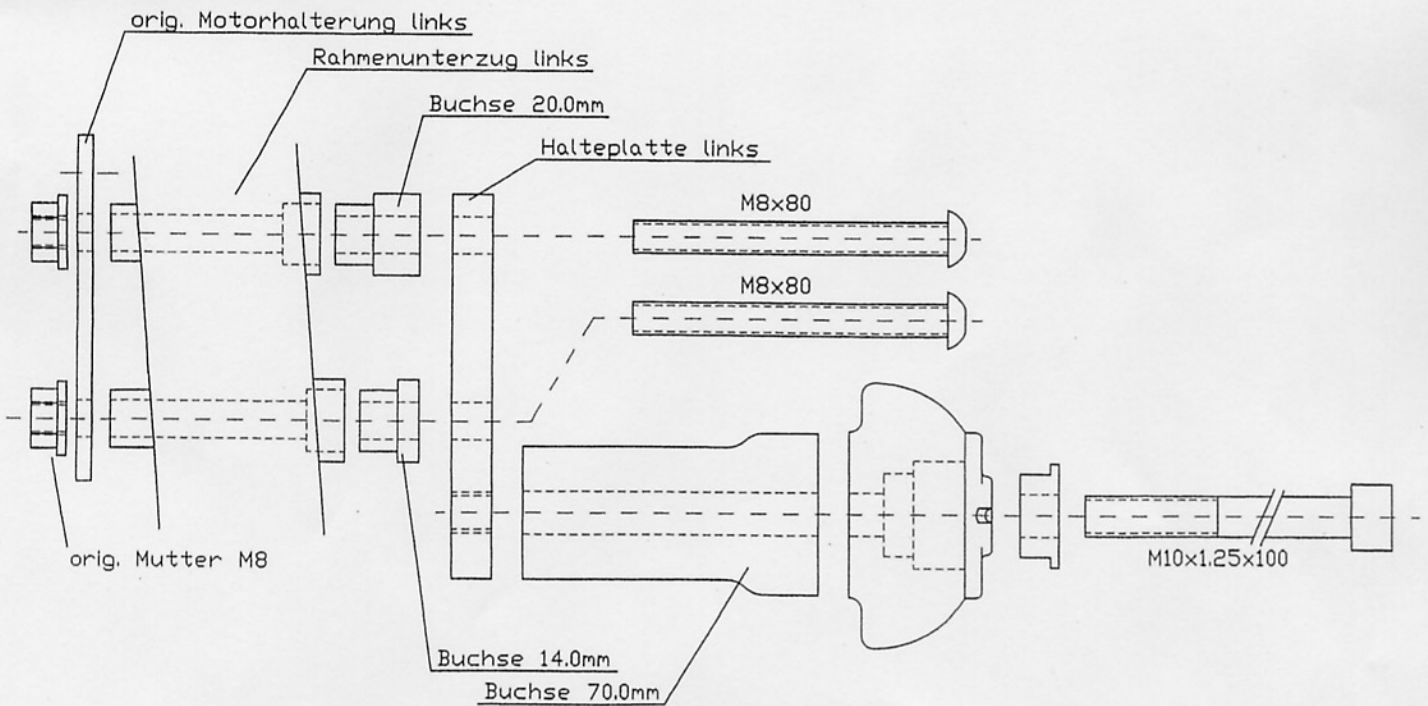 orig. Motorhalterung links
Rahmenunterzug links
Buchse 20.0mm
Halteplatte links
M8x80
M8x80
orig. Mutter M8
M10x1.25x100
Buchse 14.0mm
Buchse 70.0mm